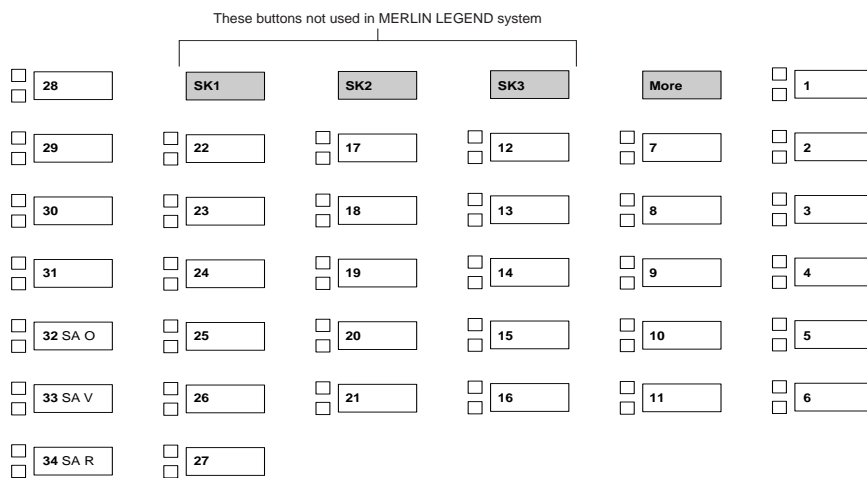 These buttons not used in MERLIN LEGEND system
28 SK1 SK2 SK3 More 1
29 22 17 12 7 2
30 23 18 13 8 3
31 24 19 14 9 4
32 SA O 25 20 15 10 5
33 SA V 26 21 16 11 6
34 SA R 27